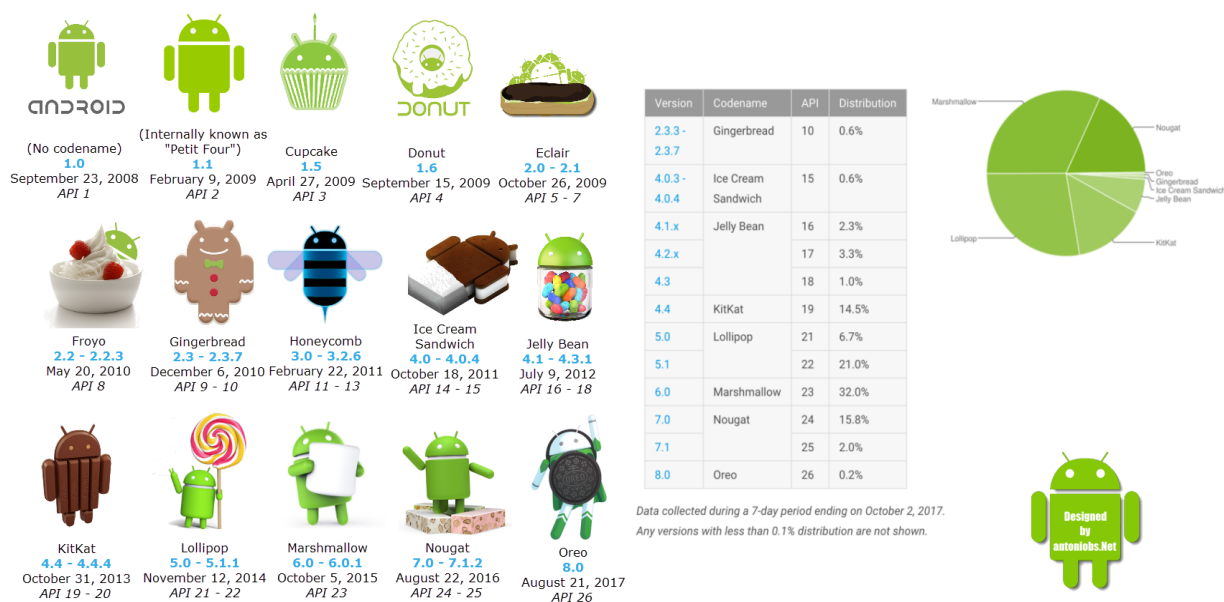 ANDROID
(No codename)
1.0
September 23, 2008
API 1
(Internally known as
"Petit Four")
1.1
February 9, 2009
API 2
Cupcake
1.5
April 27, 2009
API 3
DONUT
Donut
1.6
September 15, 2009
API 4
Eclair
2.0 - 2.1
October 26, 2009
API 5 - 7
Froyo
2.2 - 2.2.3
May 20, 2010
API 8
Gingerbread
2.3 - 2.3.7
December 6, 2010
API 9 - 10
Honeycomb
3.0 - 3.2.6
February 22, 2011
API 11 - 13
Ice Cream
Sandwich
4.0 - 4.0.4
October 18, 2011
API 14 - 15
Jelly Bean
4.1 - 4.3.1
July 9, 2012
API 16 - 18
KitKat
4.4 - 4.4.4
October 31, 2013
API 19 - 20
Lollipop
5.0 - 5.1.1
November 12, 2014
API 21 - 22
Marshmallow
6.0 - 6.0.1
October 5, 2015
API 23
Nougat
7.0 - 7.1.2
August 22, 2016
API 24 - 25
OREO
Oreo
8.0
August 21, 2017
API 26
Version Codename API Distribution
2.3.3 - Gingerbread 10 0.6%
2.3.7
4.0.3 - Ice Cream 15 0.6%
4.0.4 Sandwich
4.1.x Jelly Bean 16 2.3%
4.2.x 17 3.3%
4.3 18 1.0%
4.4 KitKat 19 14.5%
5.0 Lollipop 21 6.7%
5.1 22 21.0%
6.0 Marshmallow 23 32.0%
7.0 Nougat 24 15.8%
7.1 25 2.0%
8.0 Oreo 26 0.2%
Data collected during a 7-day period ending on October 2, 2017.
Any versions with less than 0.1% distribution are not shown.
Marshmallow
Nougat
Oreo
Gingerbread
Ice Cream Sandwich
Jelly Bean
KitKat
Lollipop
Designed
by
antoniobs.Net